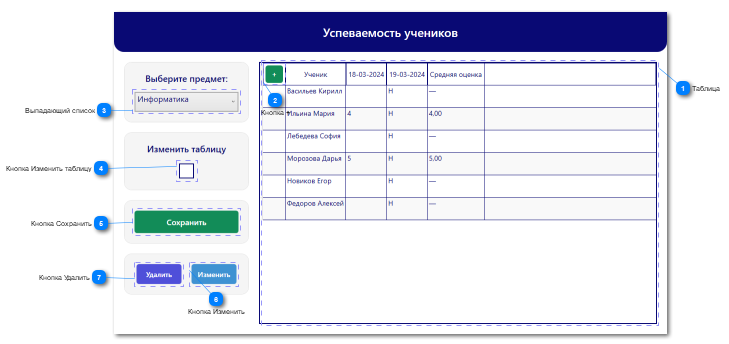 Успеваемость учеников
Выберите предмет:
Информатика
Выпадающий список 3
Изменить таблицу
Кнопка Изменить таблицу 4
Сохранить
Кнопка Сохранить 5
Удалить Изменить
Кнопка Удалить 7
6
Кнопка Изменить
+ Ученик 18-03-2024 19-03-2024 Средняя оценка
1 Таблица
2
Кнопка +
Васильев Кирилл Н —
Ильина Мария 4 Н 4,00
Лебедева София Н —
Морозова Дарья 5 Н 5,00
Новиков Егор Н —
Федоров Алексей Н —